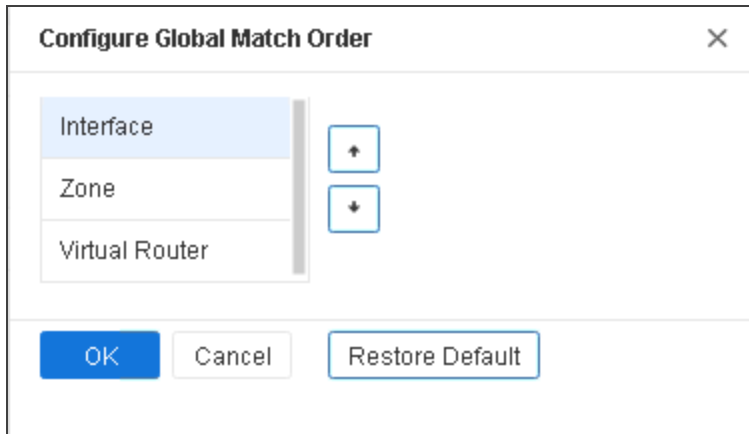 Configure Global Match Order
Interface
Zone
Virtual Router
OK Cancel Restore Default